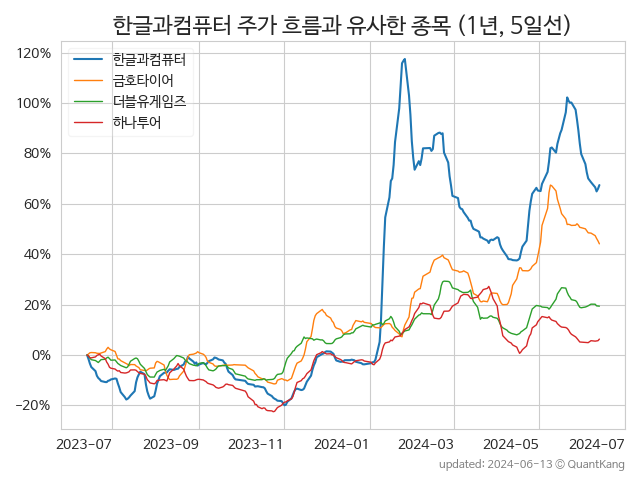 한글과컴퓨터 주가 흐름과 유사한 종목 (1년, 5일선)
120%
100%
80%
60%
40%
20%
0%
−20%
한글과컴퓨터
금호타이어
더블유게임즈
하나투어
2023-07 2023-09 2023-11 2024-01 2024-03 2024-05 2024-07
updated: 2024-06-13 ⓒ QuantKang